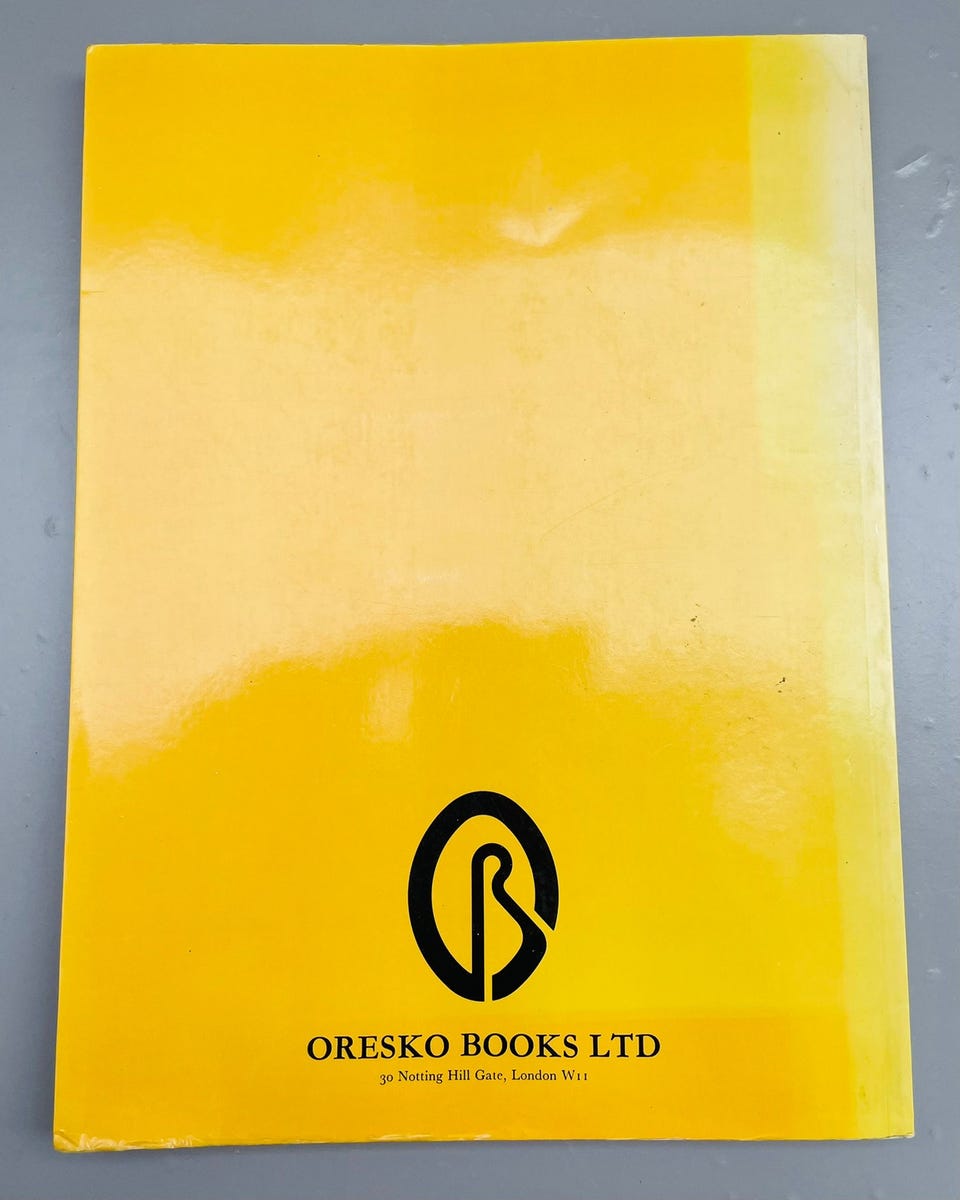 ORESKO BOOKS LTD
30 Notting Hill Gate, London W11